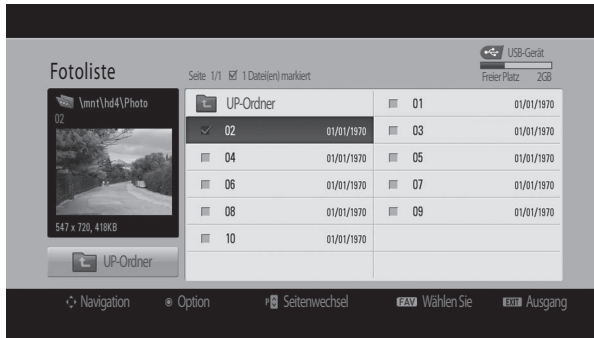 USB-Gerät
Fotoliste
Seite 1/1 1 Datei(en) markiert
Freier Platz 2GB
\mnt\hd4\Photo
02
547 x 720, 418KB
UP-Ordner
UP-Ordner
01 01/01/1970
02 01/01/1970
03 01/01/1970
04 01/01/1970
05 01/01/1970
06 01/01/1970
07 01/01/1970
08 01/01/1970
09 01/01/1970
10 01/01/1970
Navigation
Option
P Seitenwechsel
FAV Wählen Sie
EXIT Ausgang